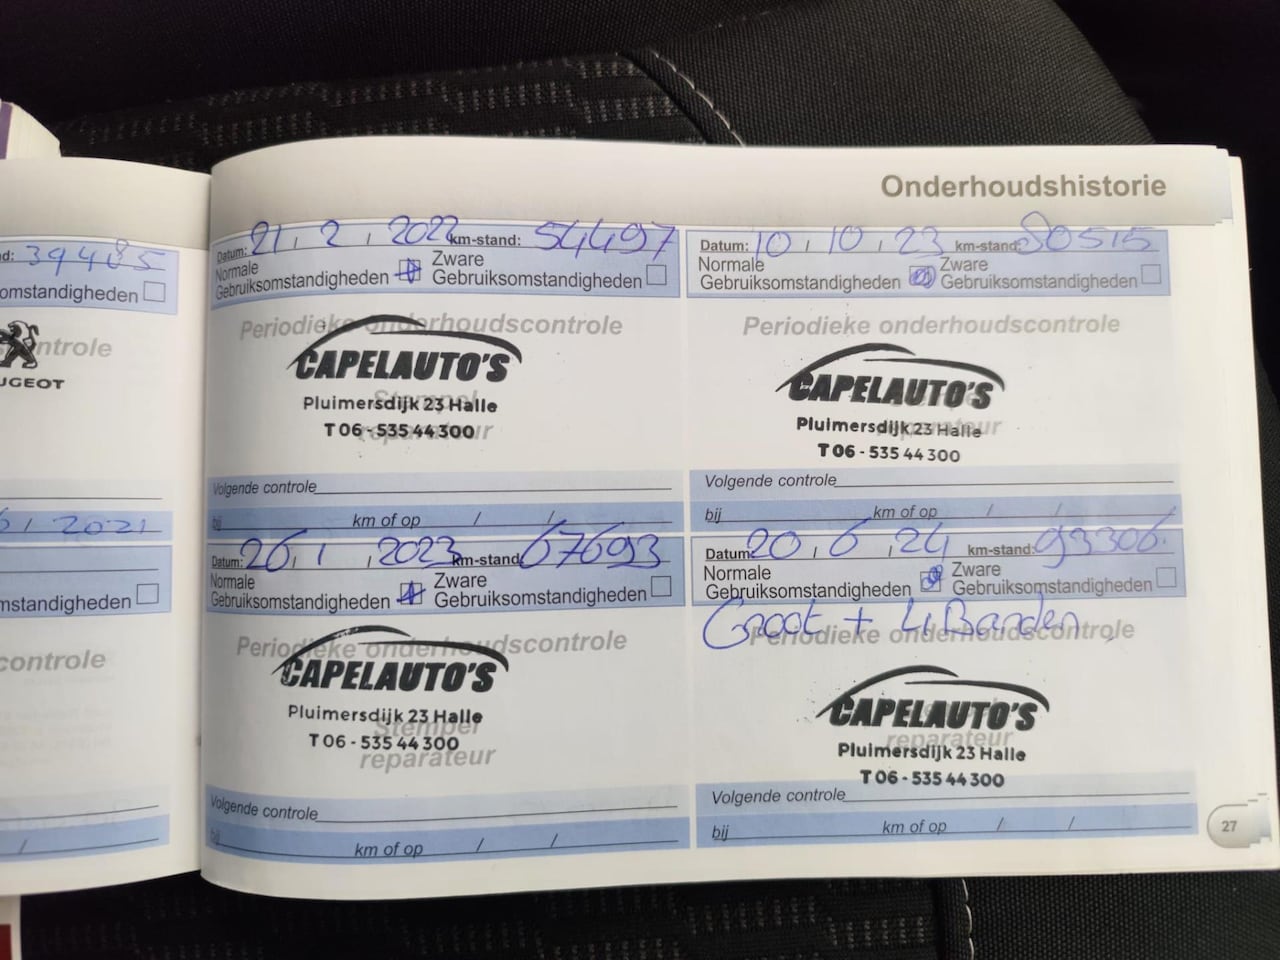 Onderhoudshistorie
d: 39485
omstandigheden
ntrole
UGEOT
/ 2021
mstandigheden
controle
/
Datum: 21 / 2 / 2022 km-stand: 54497
Normale Gebruiksomstandigheden
Zware Gebruiksomstandigheden
Periodieke onderhoudscontrole
CAPELAUTO'S
Stempel
Pluimersdijk 23 Halle
reparateur
T 06 - 535 44 300
Volgende controle
bij km of op / /
Datum: 26 / 1 / 2023 km-stand: 67693
Normale Gebruiksomstandigheden
Zware Gebruiksomstandigheden
Periodieke onderhoudscontrole
CAPELAUTO'S
Pluimersdijk 23 Halle
Stempel
T 06 - 535 44 300
reparateur
Volgende controle
bij km of op / /
Datum: 10 / 10 / 23 km-stand: 80515
Normale Gebruiksomstandigheden
Zware Gebruiksomstandigheden
Periodieke onderhoudscontrole
CAPELAUTO'S
Pluimersdijk 23 Halle
reparateur
T 06 - 535 44 300
Volgende controle
bij km of op / /
Datum: 20 / 6 / 24 km-stand: 93306.
Normale Gebruiksomstandigheden
Zware Gebruiksomstandigheden
Groot + 4 Banden
Periodieke onderhoudscontrole
CAPELAUTO'S
reparateur
Pluimersdijk 23 Halle
T 06 - 535 44 300
Volgende controle
bij km of op / /
27